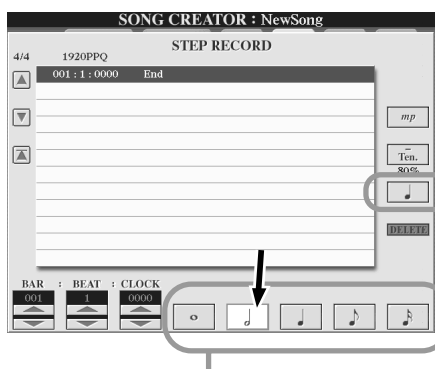 SONG CREATOR : NewSong
STEP RECORD
4/4 1920PPQ
001 : 1 : 0000 End
mp
Ten.
80%
DELETE
BAR : BEAT : CLOCK
001 1 0000